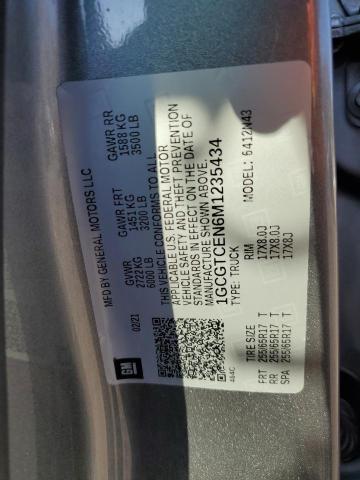 GM
MFD BY GENERAL MOTORS LLC
02/21
GVWR
2722 KG
6000 LB
GAWR FRT
1451 KG
3200 LB
GAWR RR
1588 KG
3500 LB
THIS VEHICLE CONFORMS TO ALL
APPLICABLE U.S. FEDERAL MOTOR
VEHICLE SAFETY, AND THEFT PREVENTION
STANDARDS IN EFFECT ON THE DATE OF
MANUFACTURE SHOWN ABOVE.
1GCGTCEN6M1235434
TYPE: TRUCK
MODEL: 6412N43
484C
TIRE SIZE RIM
FRT 255/65R17 T 17X8.0J
RR 255/65R17 T 17X8.0J
SPA 255/65R17 T 17X8J